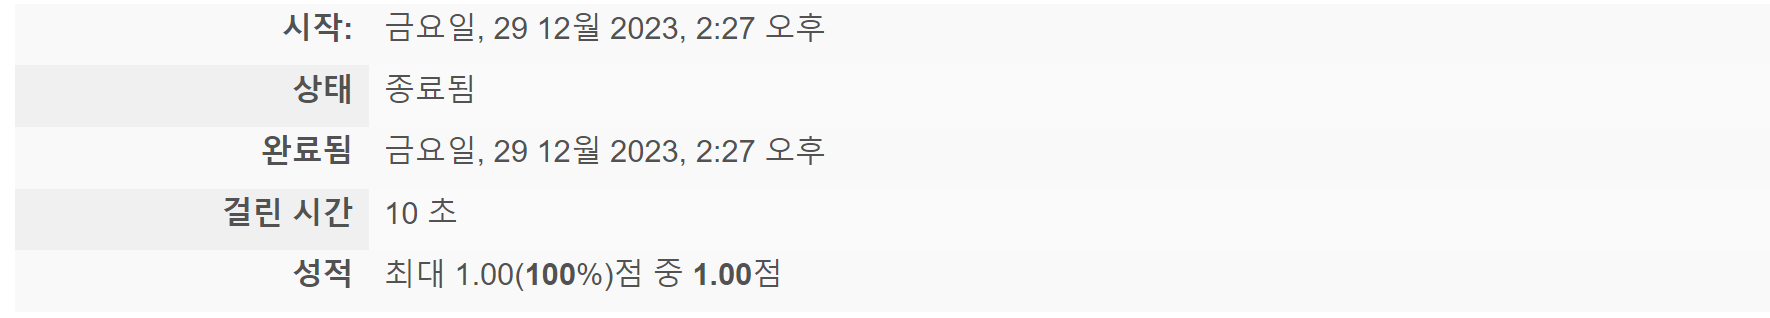 시작: 금요일, 29 12월 2023, 2:27 오후
상태 종료됨
완료됨 금요일, 29 12월 2023, 2:27 오후
걸린 시간 10 초
성적 최대 1.00(100%)점 중 1.00점